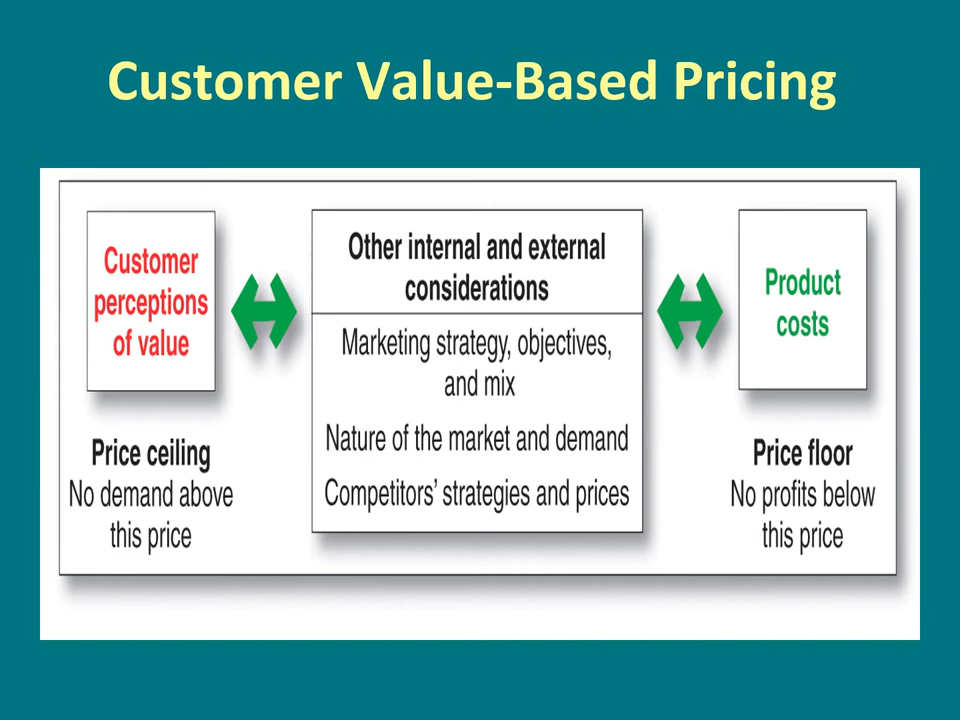 Customer Value-Based Pricing
Customer
perceptions
of value
Price ceiling
No demand above
this price
Other internal and external
considerations
Marketing strategy, objectives,
and mix
Nature of the market and demand
Competitors’ strategies and prices
Product
costs
Price floor
No profits below
this price